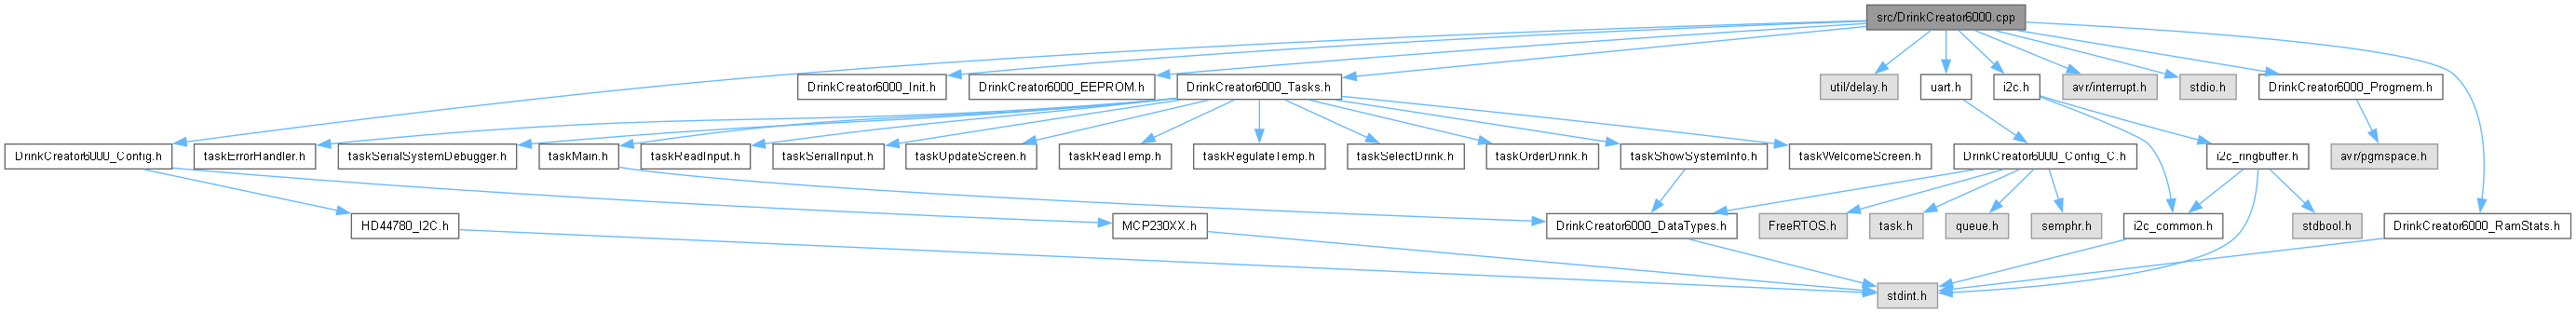 src/DrinkCreator6000.cpp
DrinkCreator6000_Init.h
DrinkCreator6000_EEPROM.h
DrinkCreator6000_Tasks.h
util/delay.h
uart.h
i2c.h
avr/interrupt.h
stdio.h
DrinkCreator6000_Progmem.h
DrinkCreator6000_Config.h
taskErrorHandler.h
taskSerialSystemDebugger.h
taskMain.h
taskReadInput.h
taskSerialInput.h
taskUpdateScreen.h
taskReadTemp.h
taskRegulateTemp.h
taskSelectDrink.h
taskOrderDrink.h
taskShowSystemInfo.h
taskWelcomeScreen.h
DrinkCreator6000_Config_C.h
i2c_ringbuffer.h
avr/pgmspace.h
HD44780_I2C.h
MCP230XX.h
DrinkCreator6000_DataTypes.h
FreeRTOS.h
task.h
queue.h
semphr.h
i2c_common.h
stdbool.h
DrinkCreator6000_RamStats.h
stdint.h